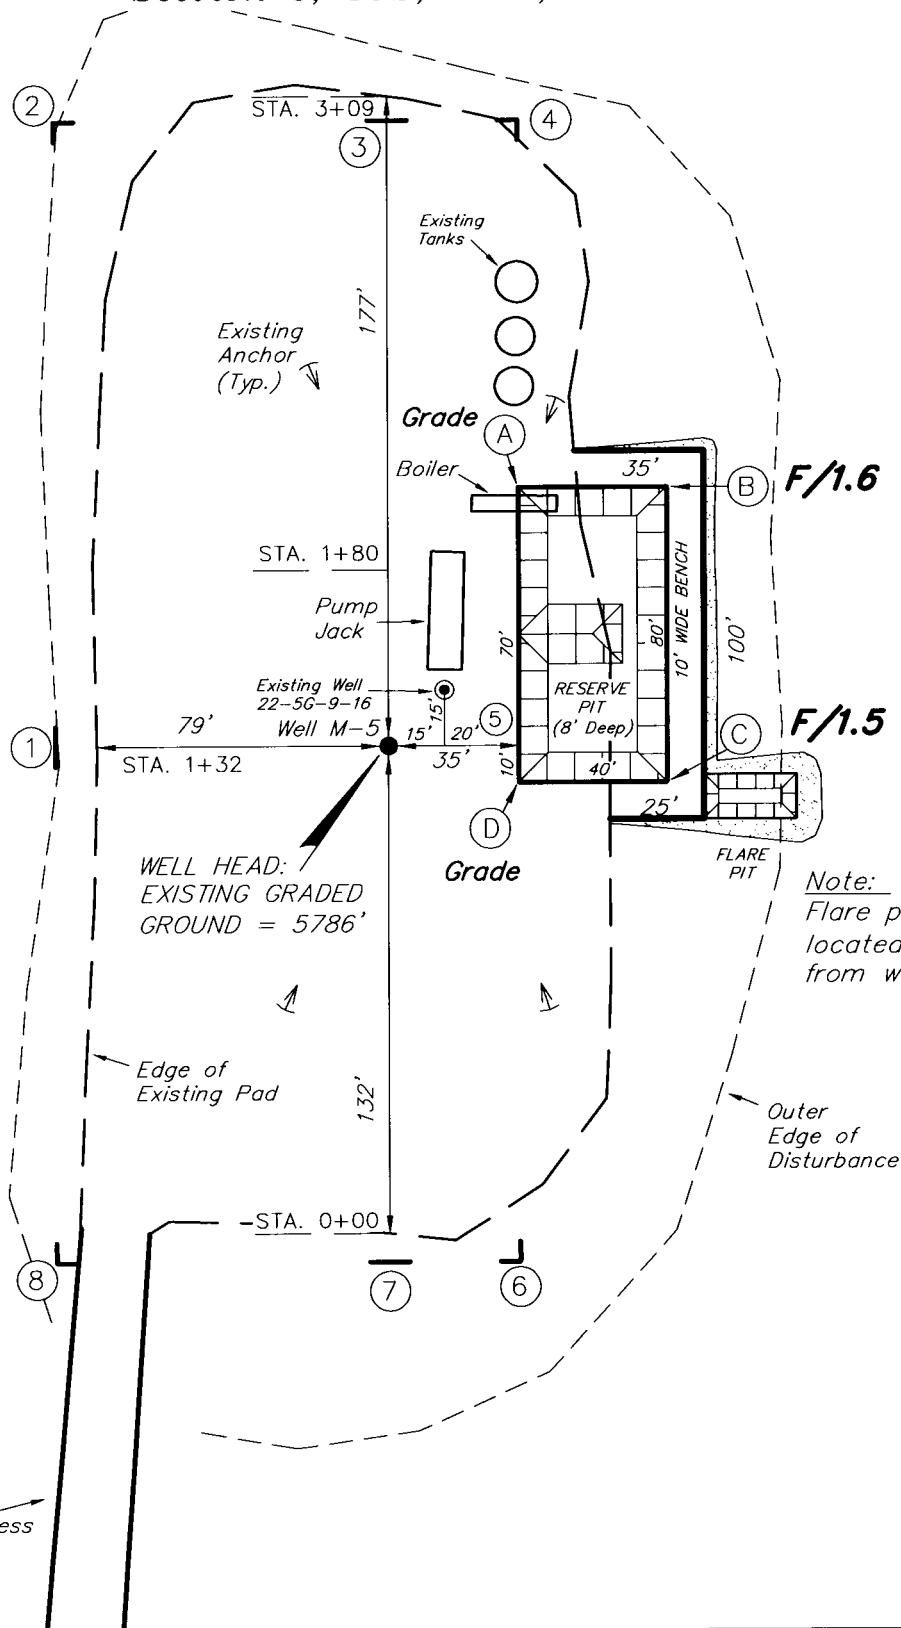 2
STA. 3+09
3
4
Existing
Tanks
177'
Existing
Anchor
(Typ.)
Grade
A
Boiler
35'
B
F/1.6
STA. 1+80
Pump
Jack
10' WIDE BENCH
100'
70'
80'
Existing Well
22-5G-9-16
15'
RESERVE
PIT
(8' Deep)
79'
Well M-5
15'
20'
5
F/1.5
C
1
STA. 1+32
35'
10'
40'
D
25'
FLARE
PIT
WELL HEAD:
EXISTING GRADED
GROUND = 5786'
Grade
Note:
Flare p
located
from w
Edge of
Existing Pad
132'
Outer
Edge of
Disturbance
STA. 0+00
8
7
6
ess